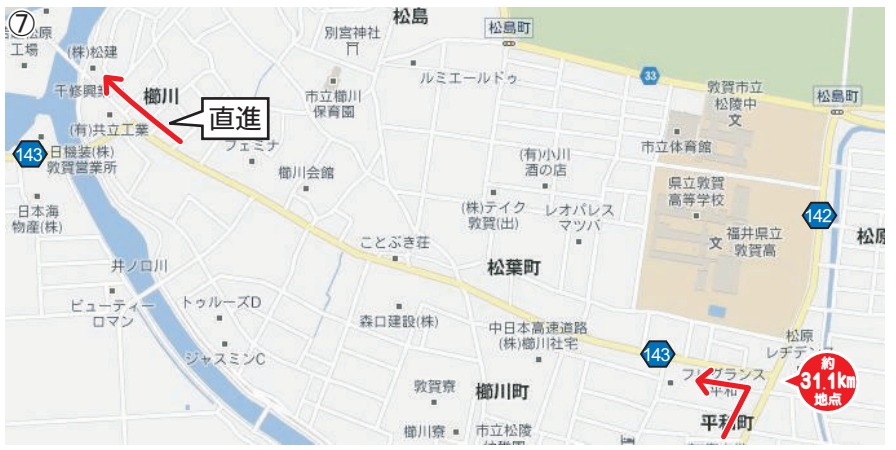 ⑦
松島
松島町
別宮神社
工場
(株)松建
ルミエールドゥ
33
敦賀市立
松陵中
文
松島町
千修興
櫛川
直進
市立櫛川
保育園
(有)共立工業
143
日機装(株)
敦賀営業所
フェミナ
櫛川会館
(有)小川
酒の店
市立体育館
県立敦賀
高等学校
日本海
物産(株)
(株)テイク
敦賀(出)
レオパレス
マツバ
142
文
福井県立
敦賀高
ことぶき荘
井ノ口川
松葉町
ビューティー
ロマン
トゥルーズD
森口建設(株)
中日本高速道路
(株)櫛川社宅
143
松原
レヂデンス
ジャスミンC
フレグランス
平和
約
31.1km
地点
敦賀寮
櫛川町
平和町
櫛川寮
市立松陵